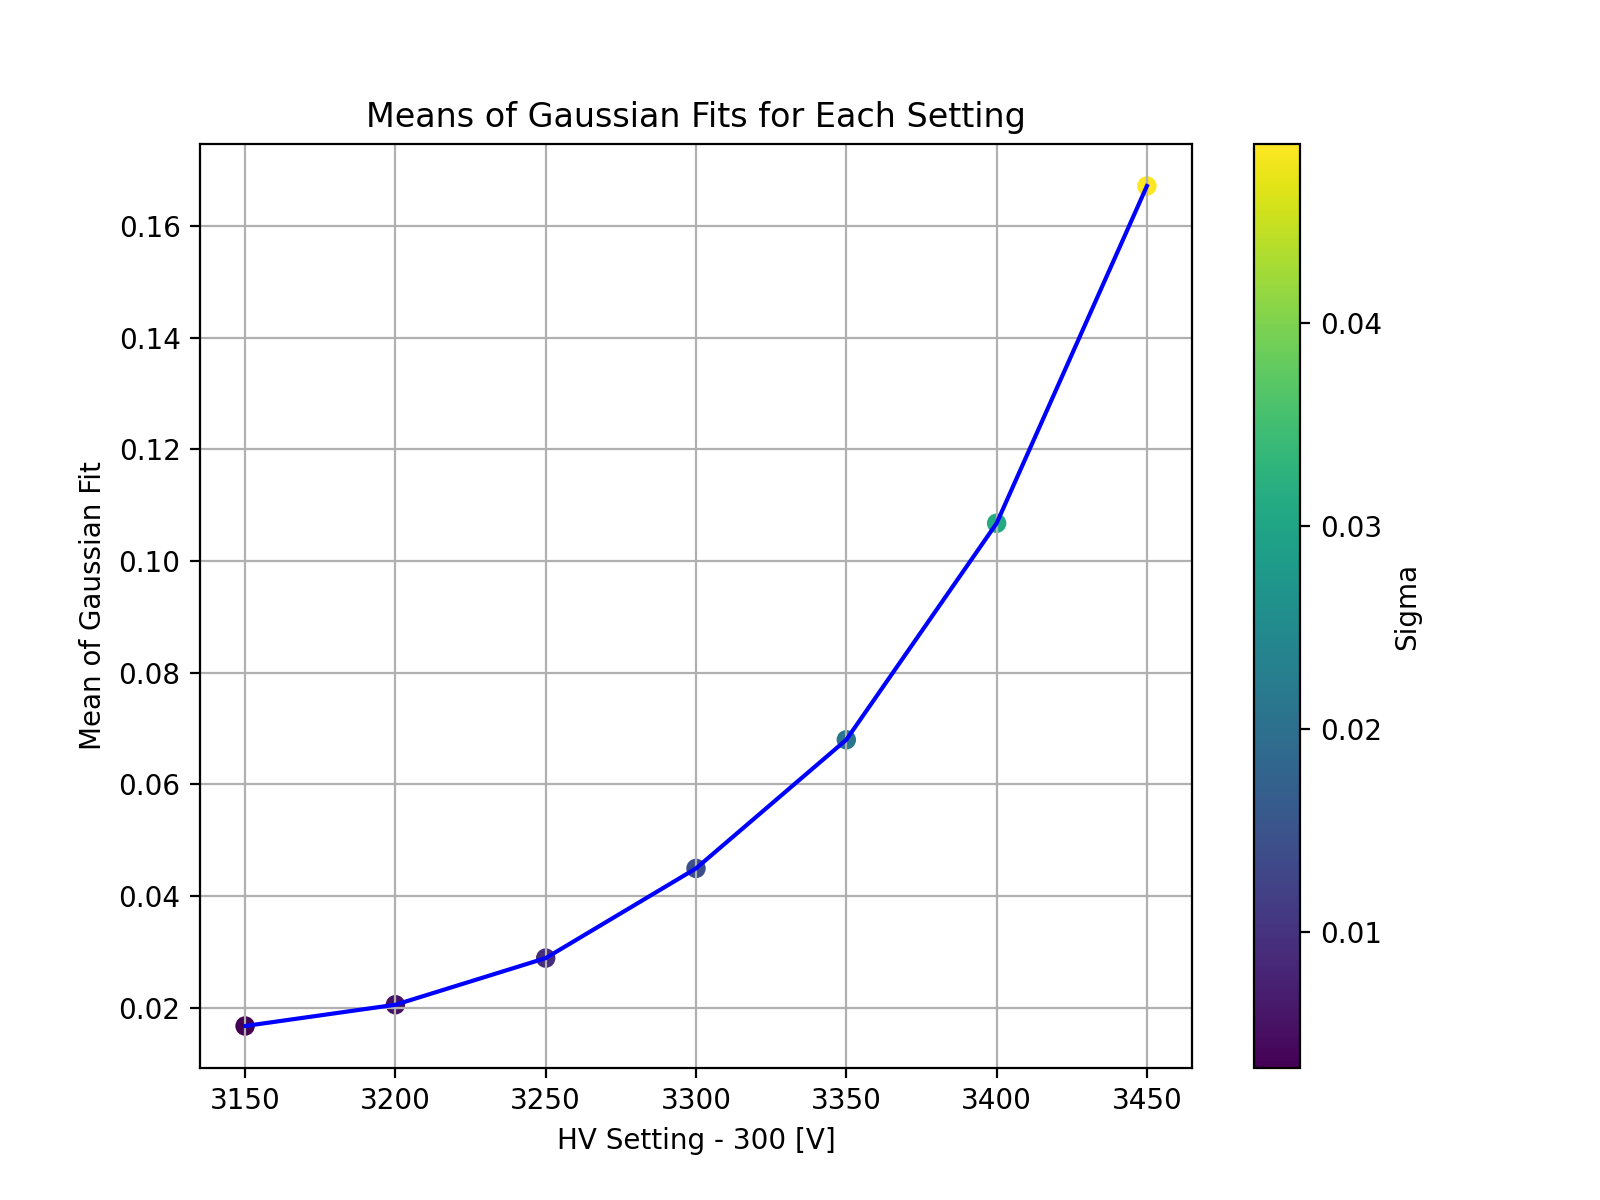 Means of Gaussian Fits for Each Setting
Mean of Gaussian Fit
0.16
0.14
0.12
0.10
0.08
0.06
0.04
0.02
3150 3200 3250 3300 3350 3400 3450
HV Setting - 300 [V]
0.04
0.03
0.02
0.01
Sigma